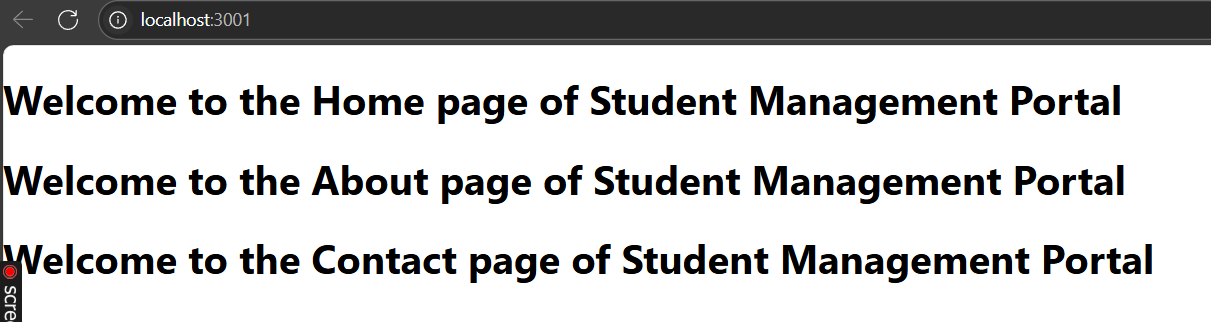 localhost:3001
Welcome to the Home page of Student Management Portal
Welcome to the About page of Student Management Portal
Welcome to the Contact page of Student Management Portal
scre